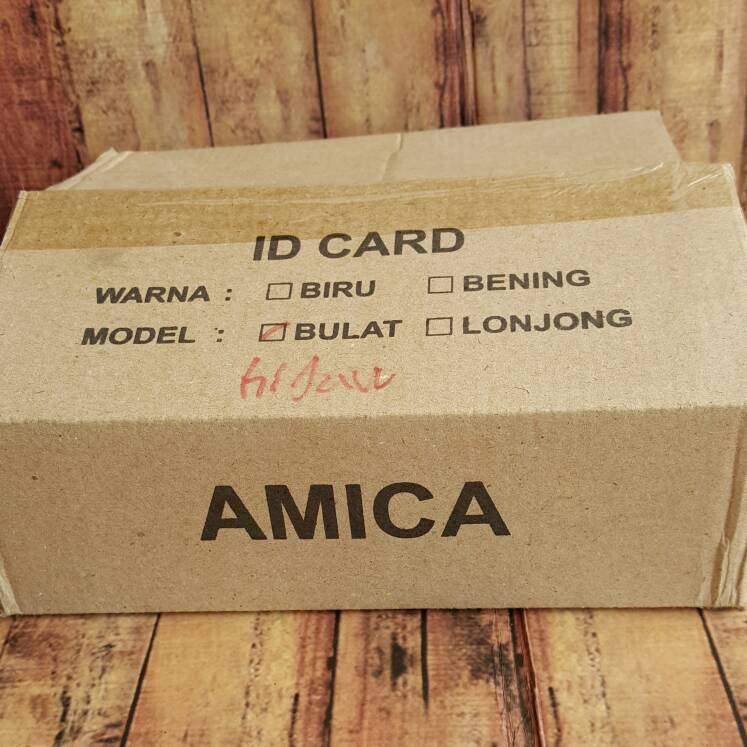 ID CARD
WARNA : ☐ BIRU ☐ BENING
MODEL : ☑ BULAT ☐ LONJONG
AMICA